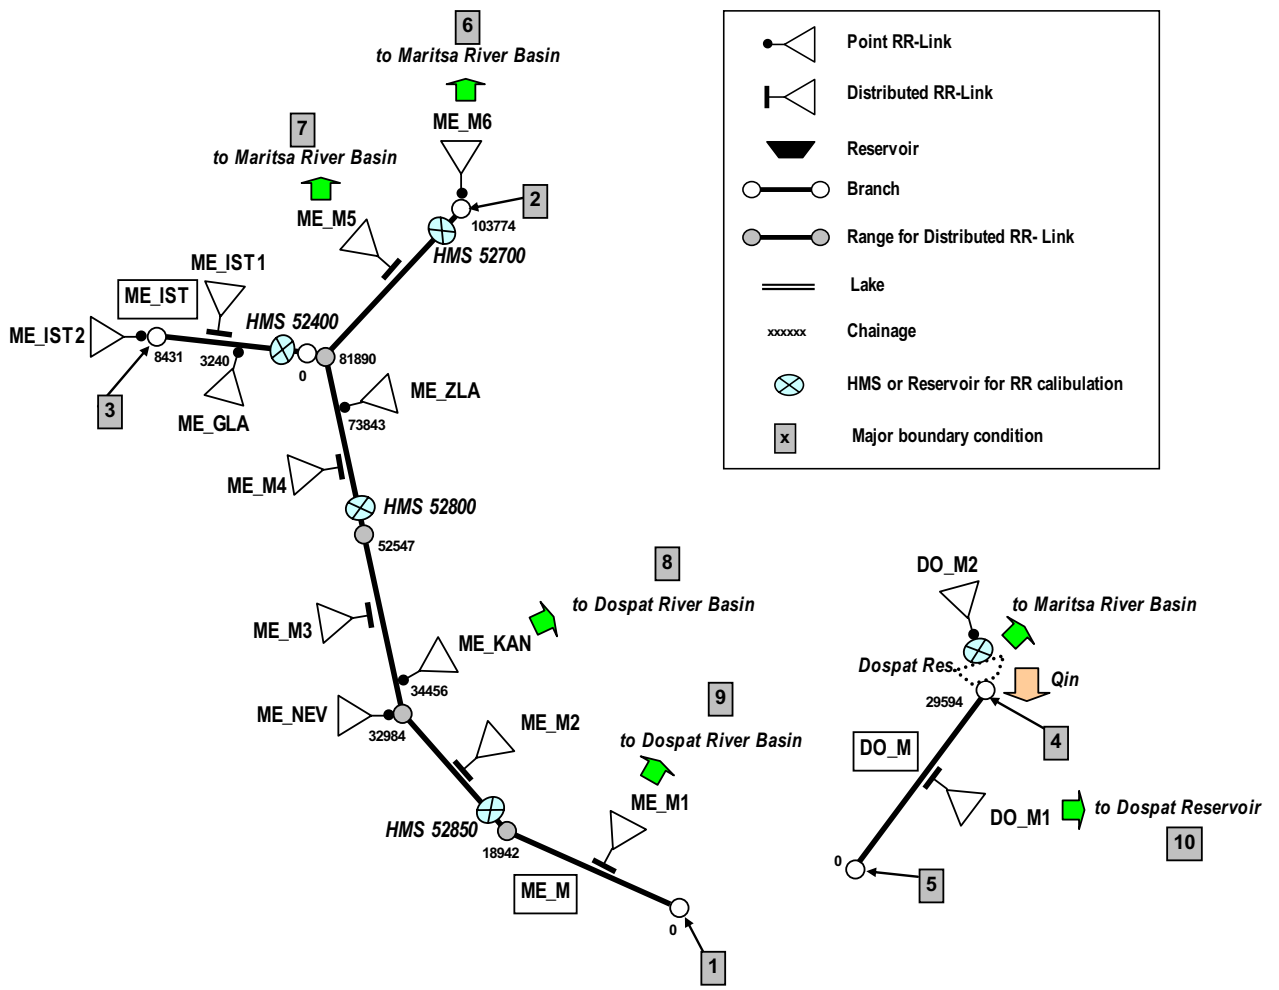 6
to Maritsa River Basin
ME_M6
7
to Maritsa River Basin
ME_M5
2
103774
HMS 52700
ME_IST1
ME_IST
HMS 52400
ME_IST2
8431
3240
0
81890
3
ME_GLA
ME_ZLA
73843
ME_M4
HMS 52800
52547
8
to Dospat River Basin
ME_M3
ME_KAN
34456
ME_NEV
32984
9
to Dospat River Basin
ME_M2
ME_M1
HMS 52850
18942
ME_M
0
1
Point RR-Link
Distributed RR-Link
Reservoir
Branch
Range for Distributed RR- Link
Lake
xxxxxx
Chainage
HMS or Reservoir for RR calibulation
x
Major boundary condition
DO_M2
to Maritsa River Basin
Dospat Res.
Qin
29594
4
DO_M
DO_M1
to Dospat Reservoir
10
0
5